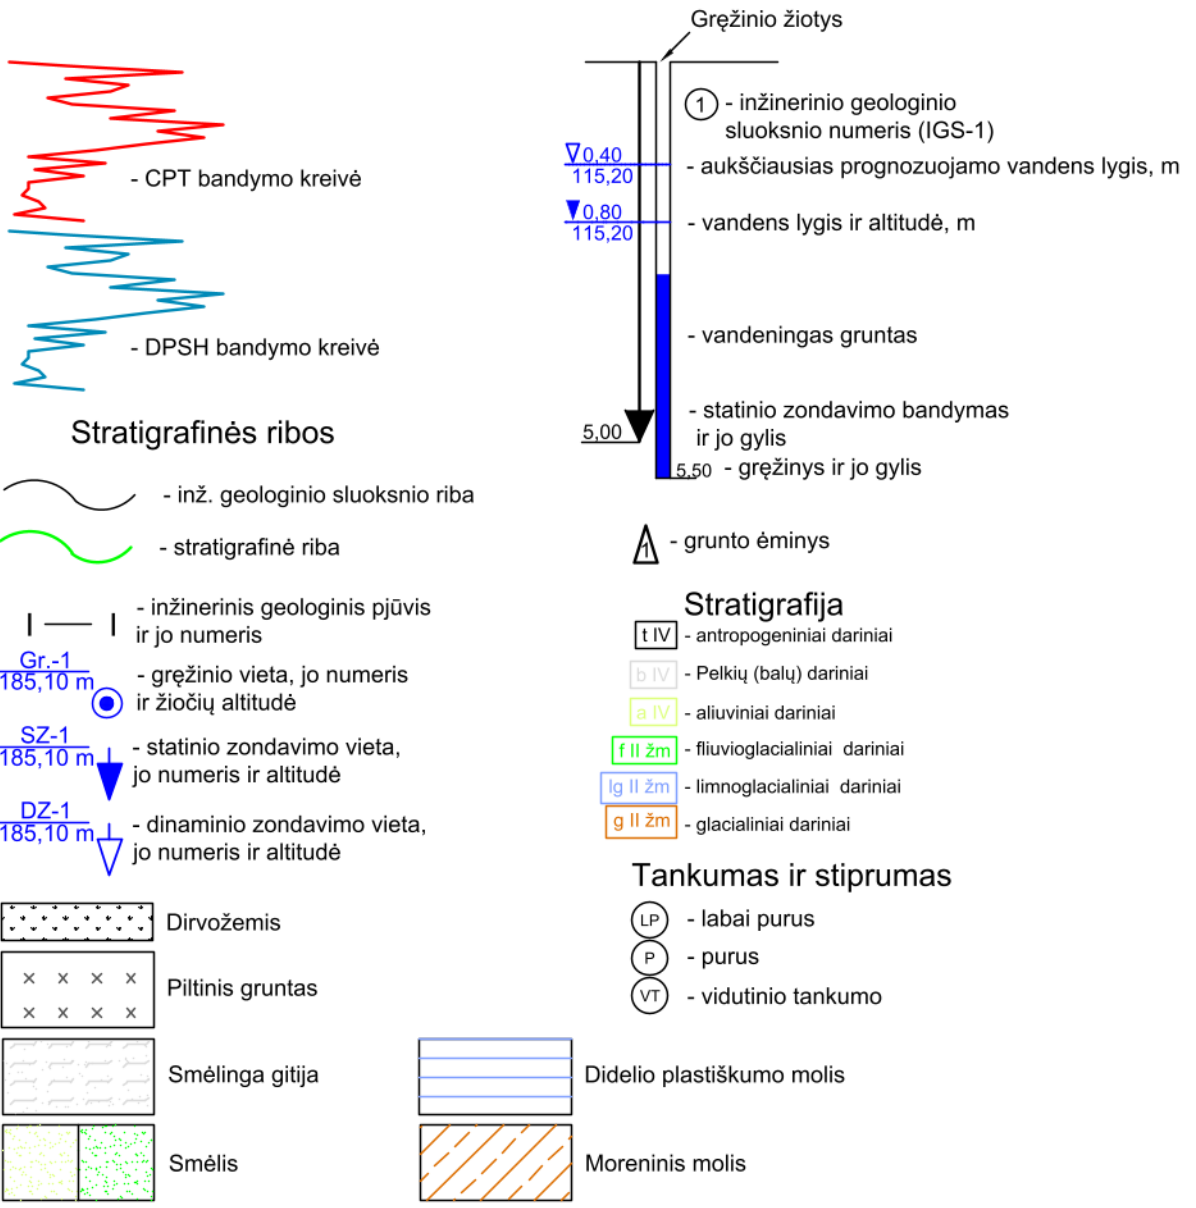 Gręžinio žiotys
1 - inžinerinio geologinio
sluoksnio numeris (IGS-1)
0,40
115,20
- aukščiausias prognozuojamo vandens lygis, m
0,80
115,20
- vandens lygis ir altitudė, m
- vandeningas gruntas
- statinio zondavimo bandymas
ir jo gylis
5,00
5,50 - gręžinys ir jo gylis
1 - grunto ėminys
- CPT bandymo kreivė
- DPSH bandymo kreivė
Stratigrafinės ribos
- inž. geologinio sluoksnio riba
- stratigrafinė riba
I — I - inžinerinis geologinis pjūvis
ir jo numeris
Gr.-1
185,10 m
- gręžinio vieta, jo numeris
ir žiočių altitudė
SZ-1
185,10 m
- statinio zondavimo vieta,
jo numeris ir altitudė
DZ-1
185,10 m
- dinaminio zondavimo vieta,
jo numeris ir altitudė
Stratigrafija
t IV - antropogeniniai dariniai
b IV - Pelkių (balų) dariniai
a IV - aliuviniai dariniai
f II žm - fliuvioglacialiniai dariniai
lg II žm - limnoglacialiniai dariniai
g II žm - glacialiniai dariniai
Tankumas ir stiprumas
LP - labai purus
P - purus
VT - vidutinio tankumo
Dirvožemis
Piltinis gruntas
Smėlinga gitija
Smėlis
Didelio plastiškumo molis
Moreninis molis